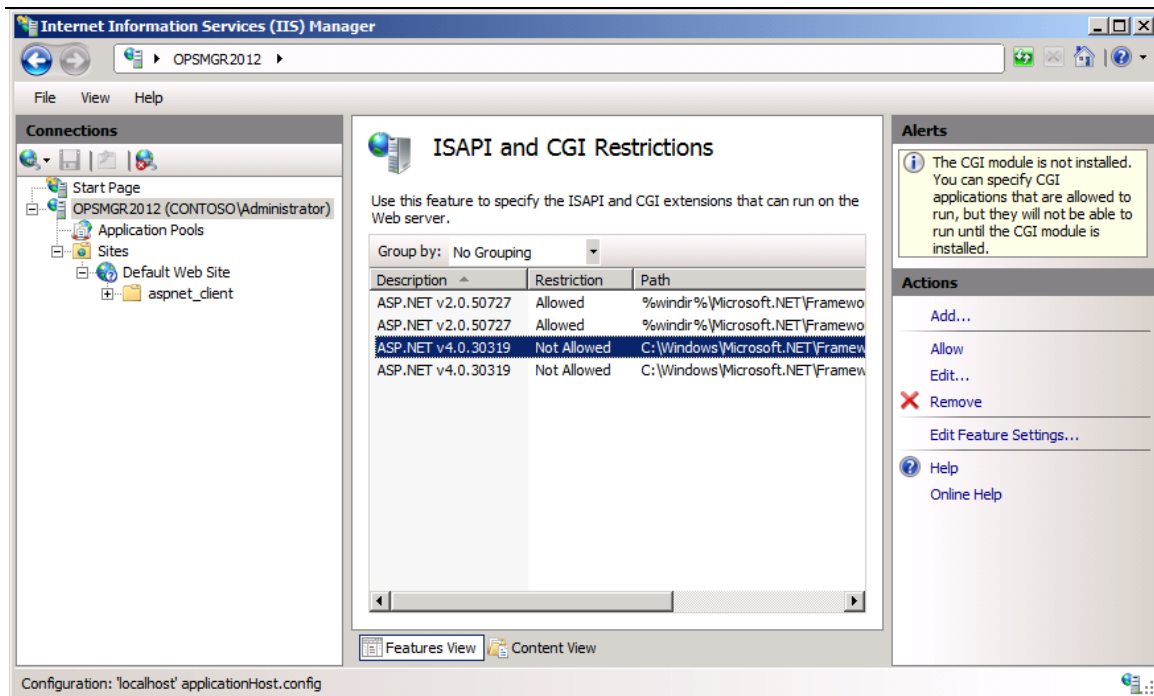 Internet Information Services (IIS) Manager
OPSMGR2012
File View Help
Connections
Start Page
OPSMGR2012 (CONTOSO\Administrator)
Application Pools
Sites
Default Web Site
aspnet_client
ISAPI and CGI Restrictions
Use this feature to specify the ISAPI and CGI extensions that can run on the
Web server.
Group by: No Grouping
Description Restriction Path
ASP.NET v2.0.50727 Allowed %windir%\Microsoft.NET\Framewo
ASP.NET v2.0.50727 Allowed %windir%\Microsoft.NET\Framewo
ASP.NET v4.0.30319 Not Allowed C:\Windows\Microsoft.NET\Framew
ASP.NET v4.0.30319 Not Allowed C:\Windows\Microsoft.NET\Framew
Features View Content View
Alerts
The CGI module is not installed.
You can specify CGI
applications that are allowed to
run, but they will not be able to
run until the CGI module is
installed.
Actions
Add...
Allow
Edit...
Remove
Edit Feature Settings...
Help
Online Help
Configuration: 'localhost' applicationHost.config